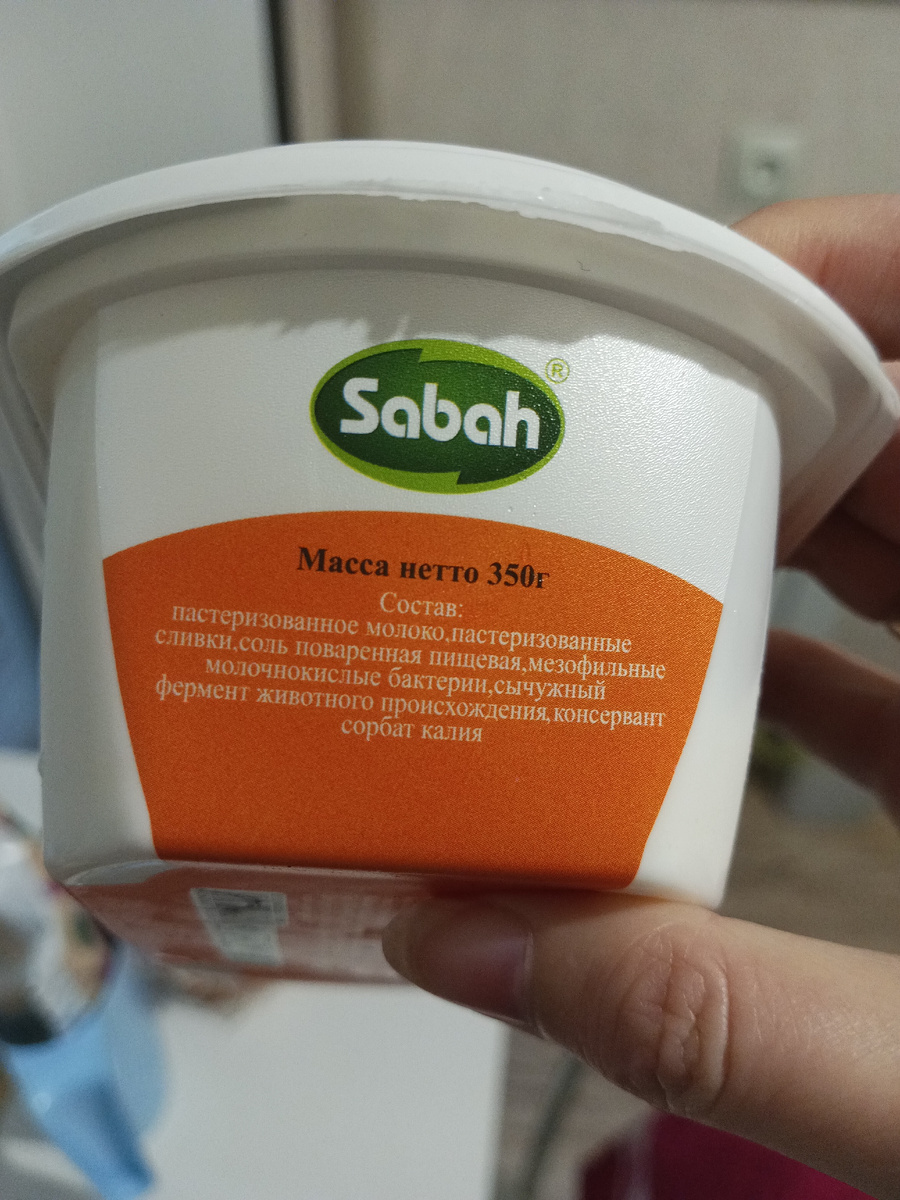 Sabah®
Масса нетто 350г
Состав:
пастеризованное молоко,пастеризованные
сливки,соль поваренная пищевая,мезофильные
молочнокислые бактерии,сычужный
фермент животного происхождения,консервант
сорбат калия